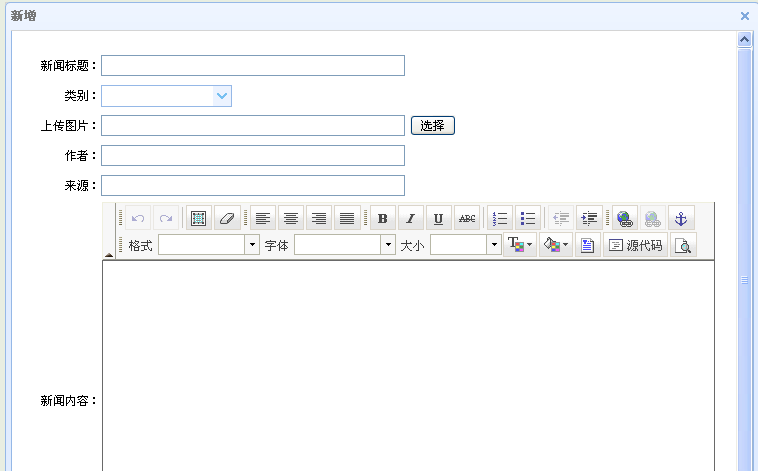 新增
新闻标题：
类别：
上传图片： 选择
作者：
来源：
B I U ABC
格式 字体 大小 T 源代码
新闻内容：